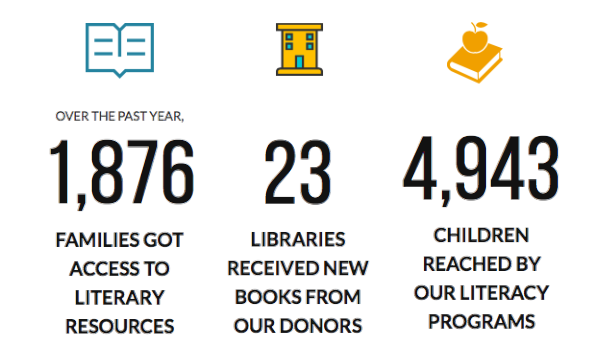 OVER THE PAST YEAR,
1,876
FAMILIES GOT
ACCESS TO
LITERARY
RESOURCES
23
LIBRARIES
RECEIVED NEW
BOOKS FROM
OUR DONORS
4,943
CHILDREN
REACHED BY
OUR LITERACY
PROGRAMS